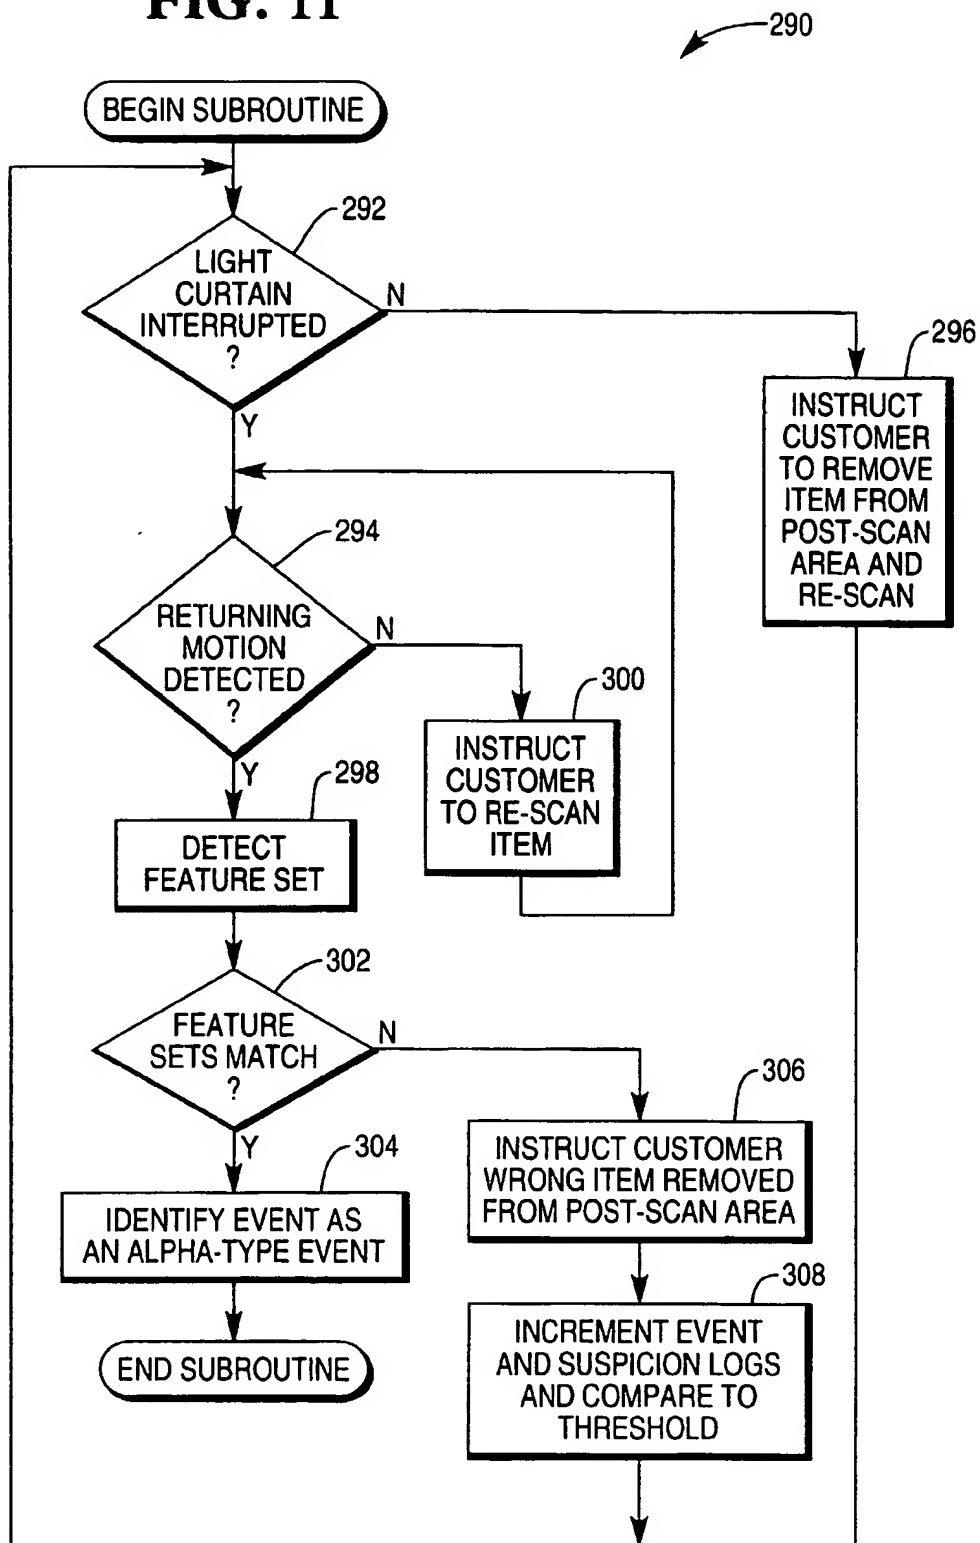 FIG. 11
290
BEGIN SUBROUTINE
292
LIGHT
CURTAIN
INTERRUPTED
?
N
Y
296
INSTRUCT
CUSTOMER
TO REMOVE
ITEM FROM
POST-SCAN
AREA AND
RE-SCAN
294
RETURNING
MOTION
DETECTED
?
N
Y
300
INSTRUCT
CUSTOMER
TO RE-SCAN
ITEM
298
DETECT
FEATURE SET
302
FEATURE
SETS MATCH
?
N
Y
306
INSTRUCT CUSTOMER
WRONG ITEM REMOVED
FROM POST-SCAN AREA
304
IDENTIFY EVENT AS
AN ALPHA-TYPE EVENT
308
INCREMENT EVENT
AND SUSPICION LOGS
AND COMPARE TO
THRESHOLD
END SUBROUTINE